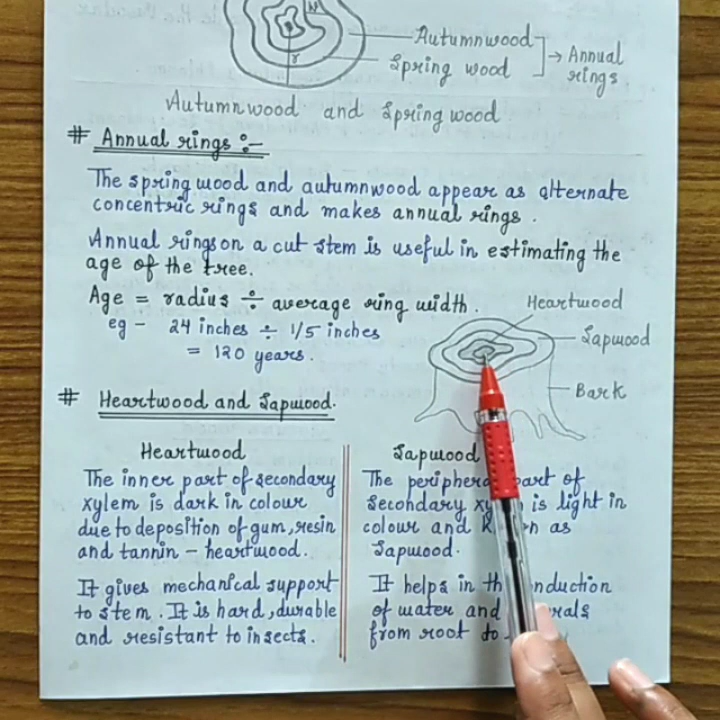 Autumnwood
Spring wood
→ Annual rings
Autumnwood and Spring wood
# Annual rings :-
The spring wood and autumnwood appear as alternate
concentric rings and makes annual rings .
Annual rings on a cut stem is useful in estimating the
age of the tree.
Age = radius ÷ average ring width .
eg - 24 inches ÷ 1/5 inches
= 120 years .
Heartwood
Sapwood
Bark
# Heartwood and Sapwood.
Heartwood
The inner part of secondary
xylem is dark in colour
due to deposition of gum, resin
and tannin - heartwood.
It gives mechanical support
to stem . It is hard, durable
and resistant to insects .
Sapwood
The part of
Secondary is light in
colour and as
Sapwood.
It helps in
of water and
from root to